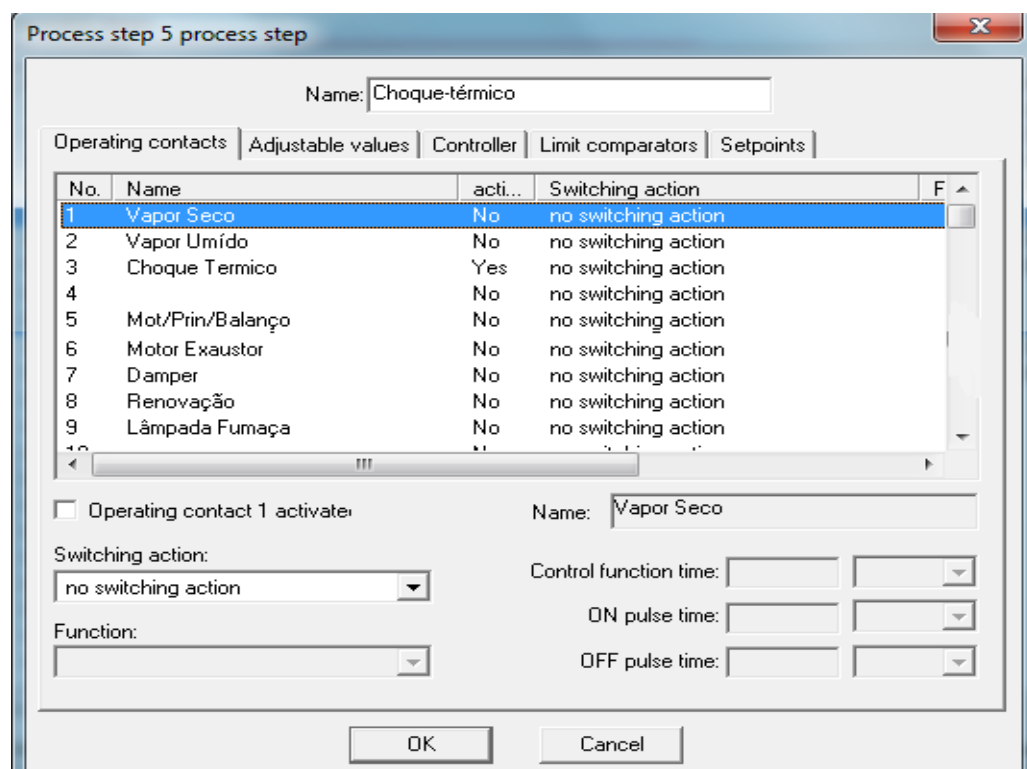 Process step 5 process step
Name: Choque-térmico
Operating contacts Adjustable values Controller Limit comparators Setpoints
No. Name acti... Switching action F
1 Vapor Seco No no switching action
2 Vapor Umído No no switching action
3 Choque Termico Yes no switching action
4 No no switching action
5 Mot/Prin/Balanço No no switching action
6 Motor Exaustor No no switching action
7 Damper No no switching action
8 Renovação No no switching action
9 Lâmpada Fumaça No no switching action
Operating contact 1 activate
Name: Vapor Seco
Switching action:
no switching action
Control function time:
ON pulse time:
Function:
OFF pulse time:
OK Cancel